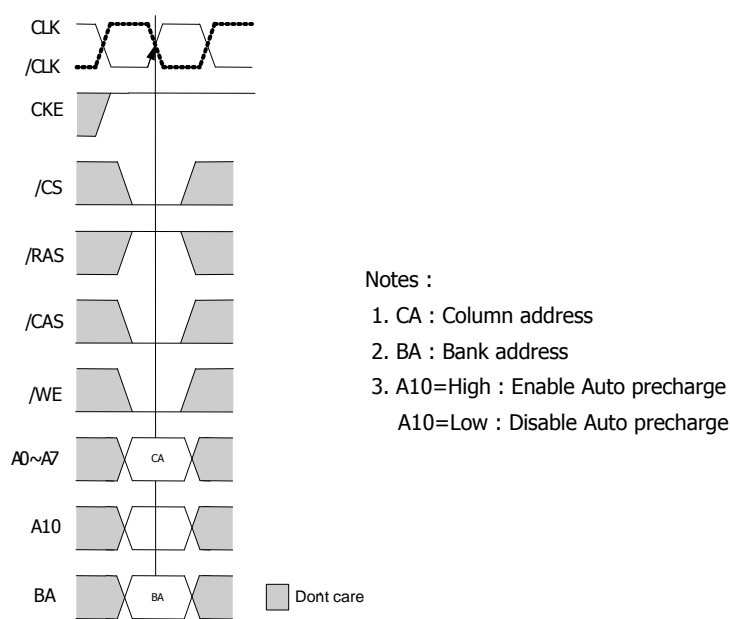 CLK
/CLK
CKE
/CS
/RAS
/CAS
/WE
A0~A7
CA
A10
BA
BA
Dont care
Notes :
1. CA : Column address
2. BA : Bank address
3. A10=High : Enable Auto precharge
A10=Low : Disable Auto precharge